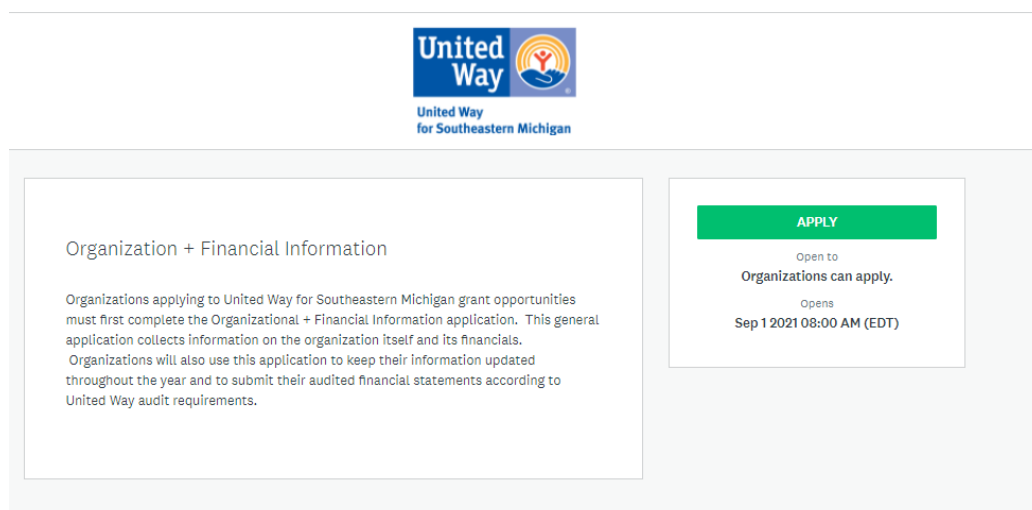 United
Way
United Way
for Southeastern Michigan
Organization + Financial Information
Organizations applying to United Way for Southeastern Michigan grant opportunities
must first complete the Organizational + Financial Information application.  This general
application collects information on the organization itself and its financials.
 Organizations will also use this application to keep their information updated
throughout the year and to submit their audited financial statements according to
United Way audit requirements.
APPLY
Open to
Organizations can apply.
Opens
Sep 1 2021 08:00 AM (EDT)